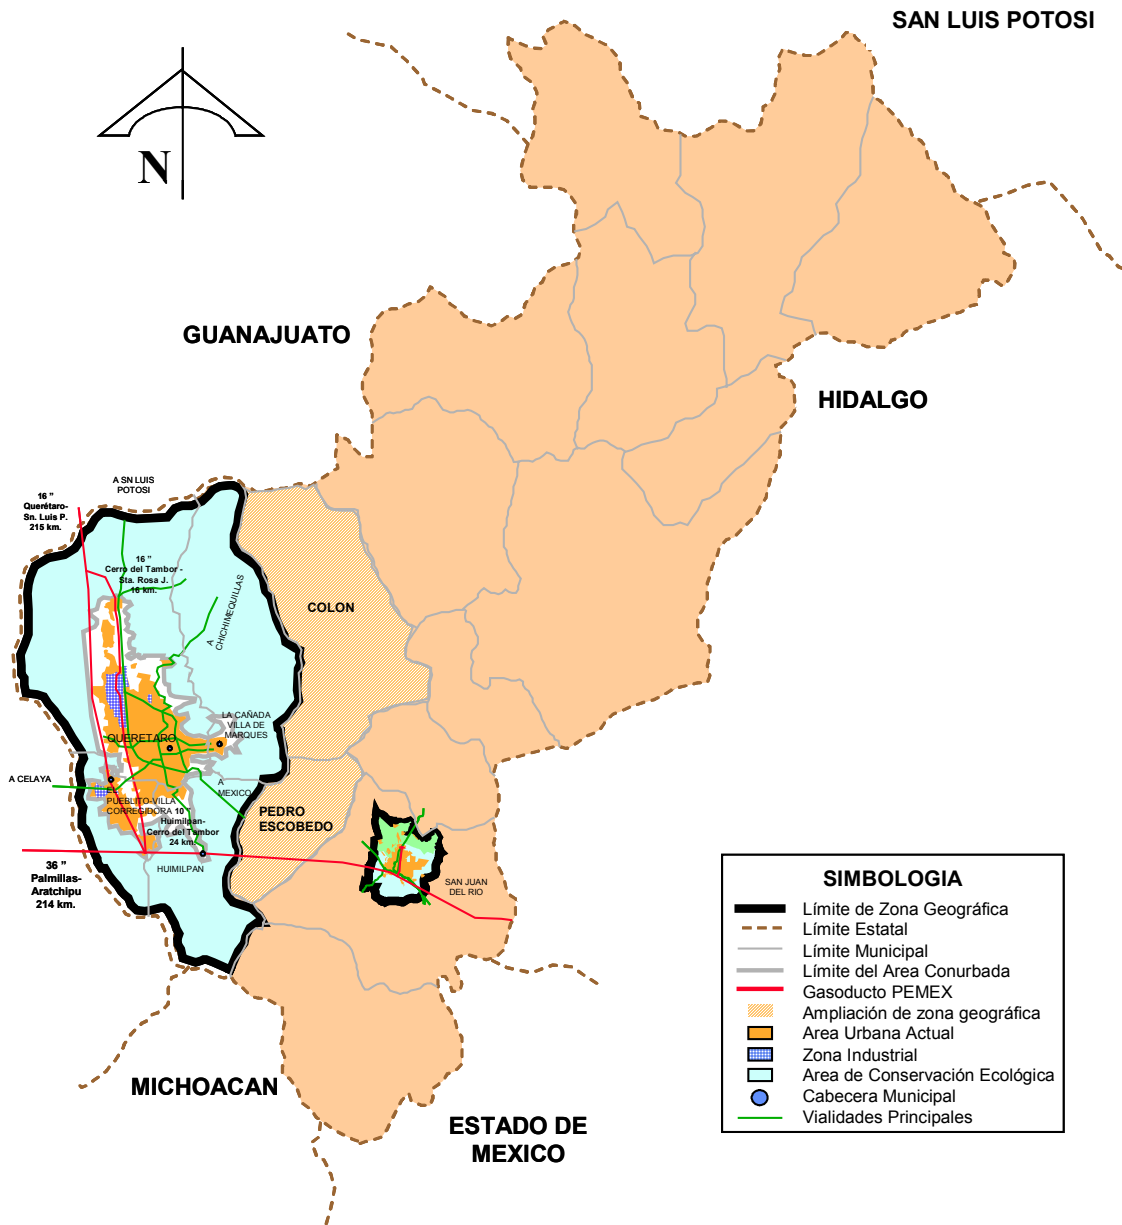 SAN LUIS POTOSI
N
GUANAJUATO
HIDALGO
A SN LUIS
POTOSI
16 "
Querétaro-
Sn. Luis P.
215 km.
16 "
Cerro del Tambor -
Sta. Rosa J.
16 km.
A
CHICHIMEQUILLAS
COLON
LA CAÑADA
VILLA DE
MARQUES
QUERETARO
A CELAYA
EL
PUEBLITO-VILLA
CORREGIDORA
A
MEXICO
10 "
Huimilpan-
Cerro del Tambor
24 km.
PEDRO
ESCOBEDO
HUIMILPAN
36 "
Palmillas-
Aratchipu
214 km.
SAN JUAN
DEL RIO
MICHOACAN
ESTADO DE
MEXICO
SIMBOLOGIA
Límite de Zona Geográfica
Límite Estatal
Límite Municipal
Límite del Area Conurbada
Gasoducto PEMEX
Ampliación de zona geográfica
Area Urbana Actual
Zona Industrial
Area de Conservación Ecológica
Cabecera Municipal
Vialidades Principales